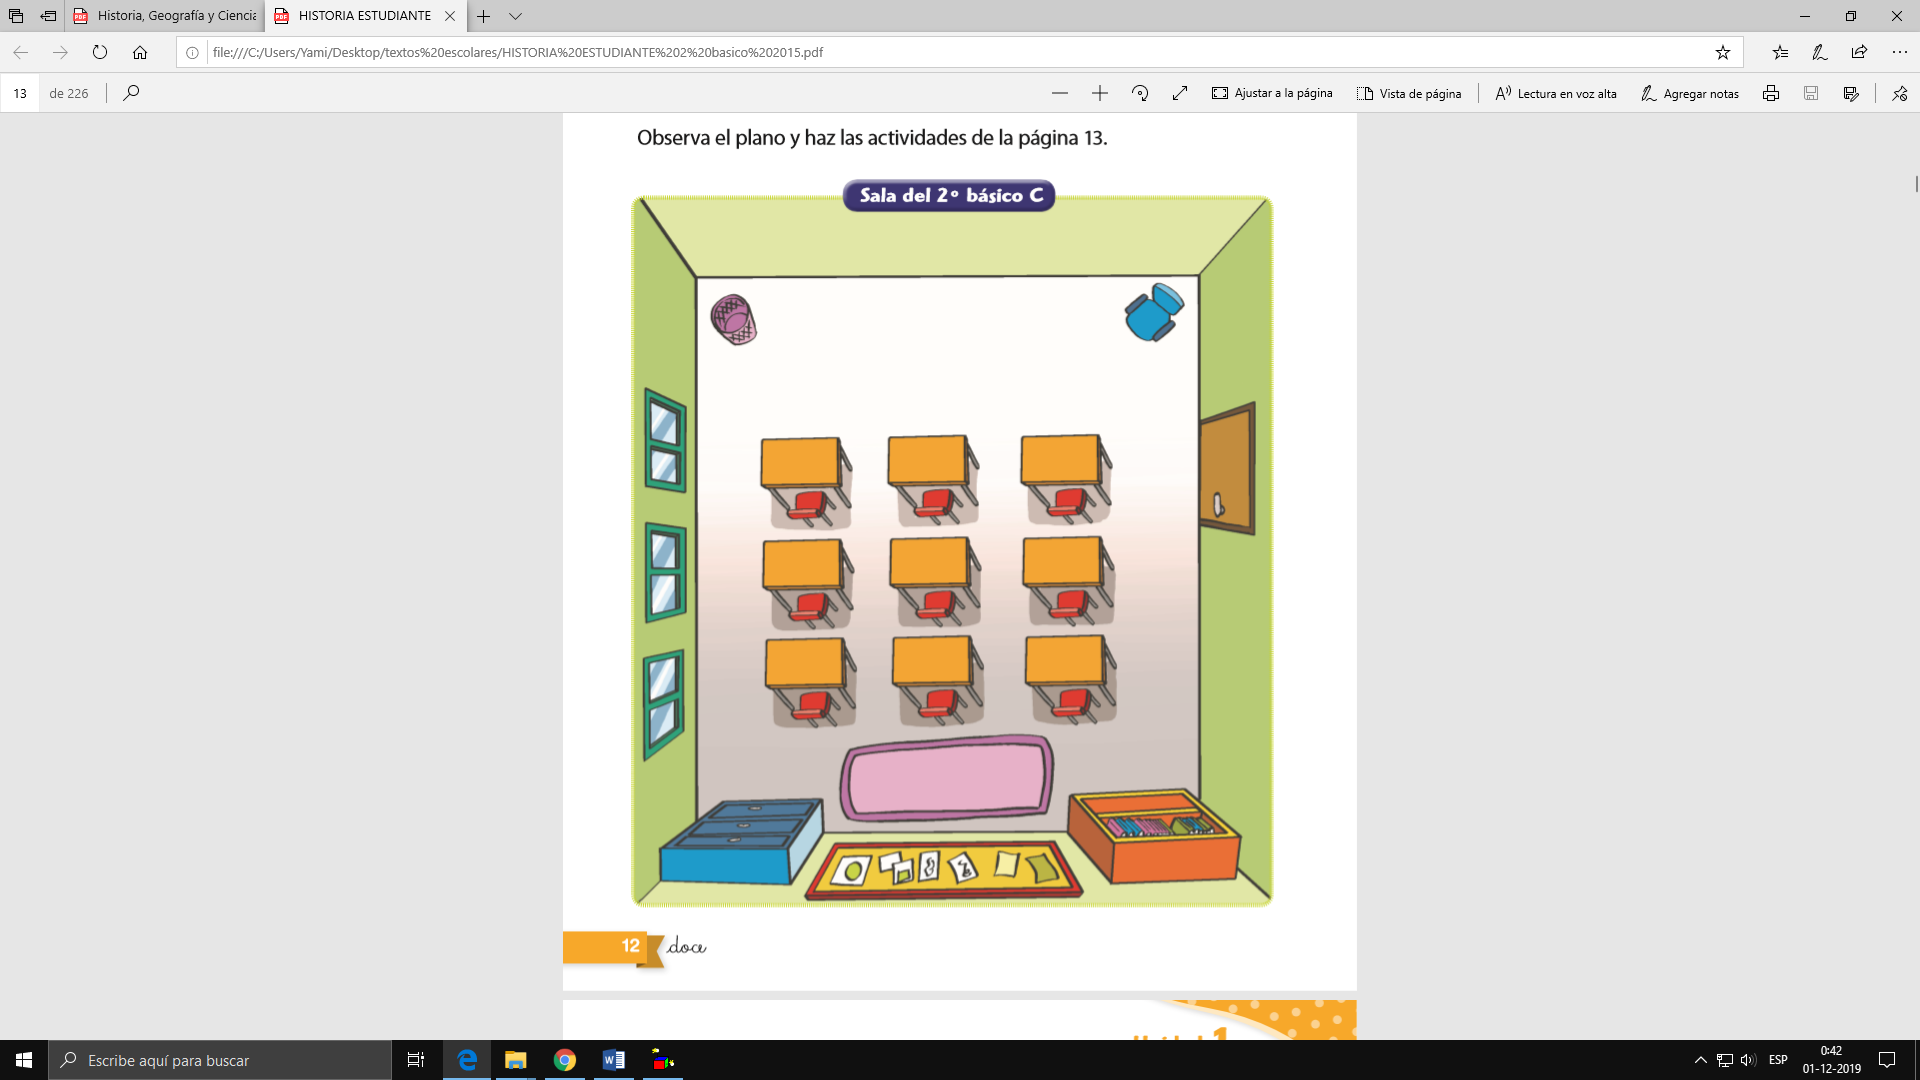 Historia, Geografía y Ciencia
HISTORIA ESTUDIANTE
file:///C:/Users/Yami/Desktop/textos%20escolares/HISTORIA%20ESTUDIANTE%202%20basico%202015.pdf
13 de 226
Ajustar a la página
Vista de página
Lectura en voz alta
Agregar notas
Observa el plano y haz las actividades de la página 13.
Sala del 2º básico C
12 doce
Escribe aquí para buscar
ESP
0:42
01-12-2019